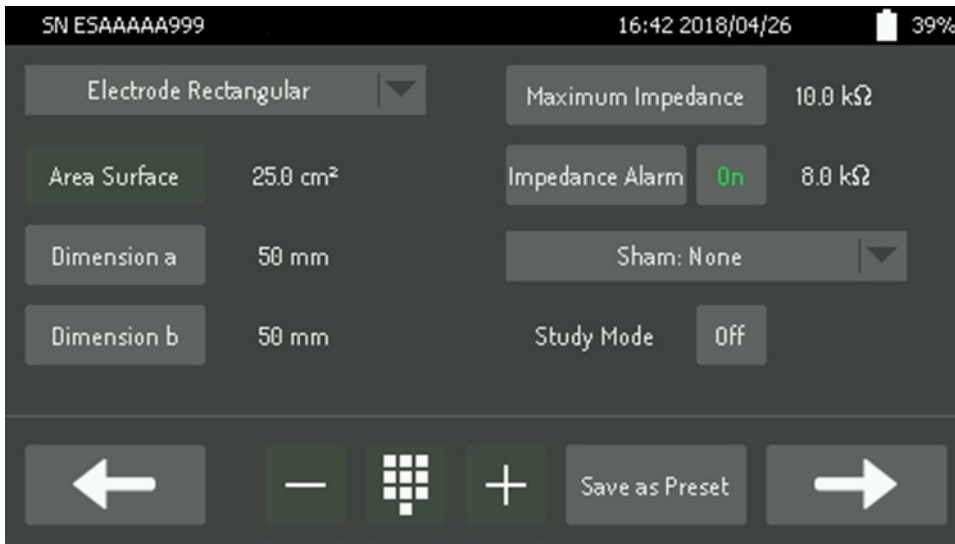 SN ESAAAAA999 16:42 2018/04/26 39%
Electrode Rectangular
Maximum Impedance 10.0 kΩ
Area Surface 25.0 cm²
Impedance Alarm On 8.0 kΩ
Dimension a 50 mm
Sham: None
Dimension b 50 mm
Study Mode Off
Save as Preset